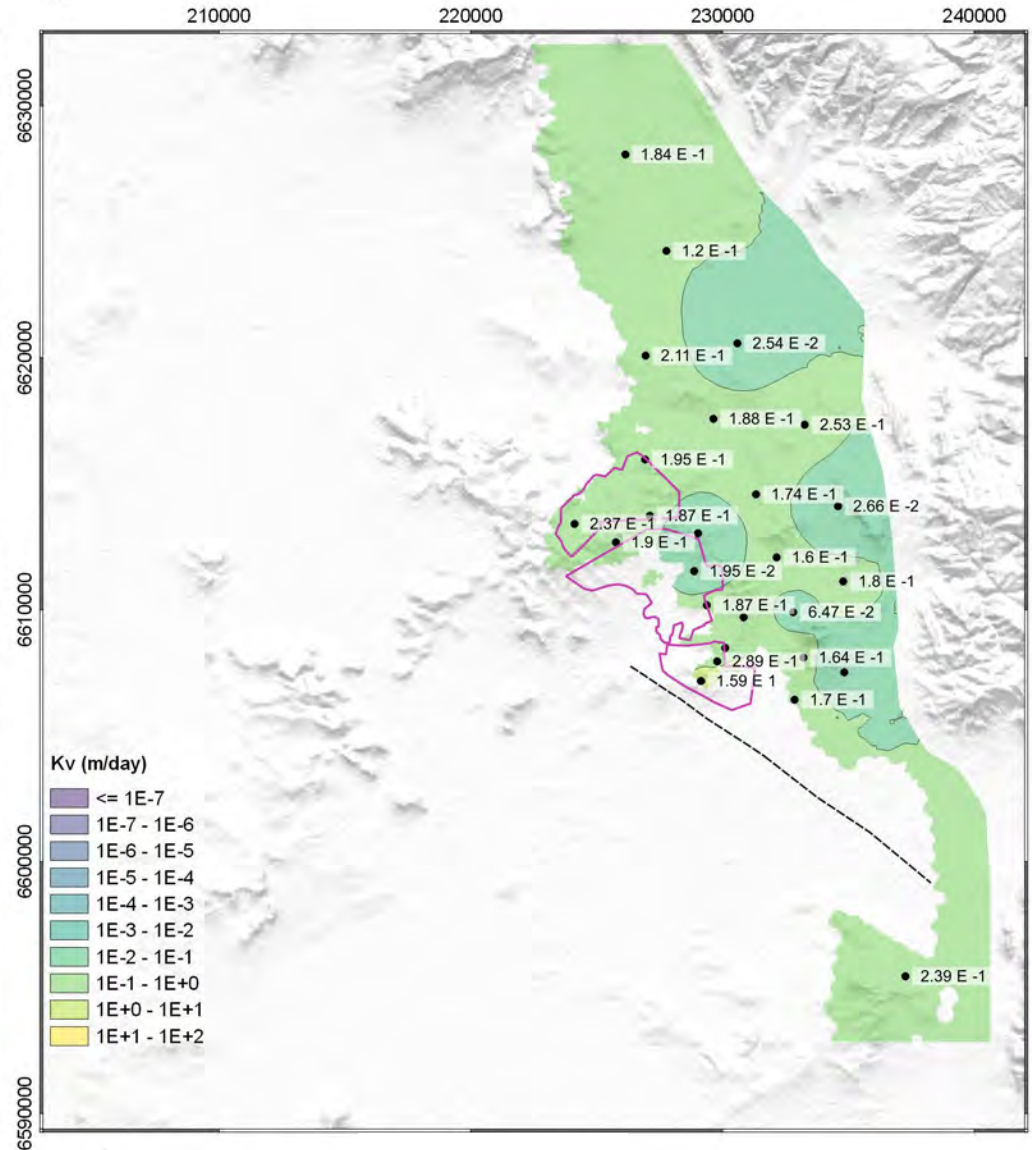 210000 220000 230000 240000
6630000
6620000
6610000
6600000
6590000
1.84 E -1
1.2 E -1
2.54 E -2
2.11 E -1
1.88 E -1
2.53 E -1
1.95 E -1
1.74 E -1
2.66 E -2
1.87 E -1
2.37 E -1
1.9 E -1
1.6 E -1
1.95 E -2
1.8 E -1
1.87 E -1
6.47 E -2
2.89 E -1
1.64 E -1
1.59 E 1
1.7 E -1
2.39 E -1
Kv (m/day)
<= 1E-7
1E-7 - 1E-6
1E-6 - 1E-5
1E-5 - 1E-4
1E-4 - 1E-3
1E-3 - 1E-2
1E-2 - 1E-1
1E-1 - 1E+0
1E+0 - 1E+1
1E+1 - 1E+2